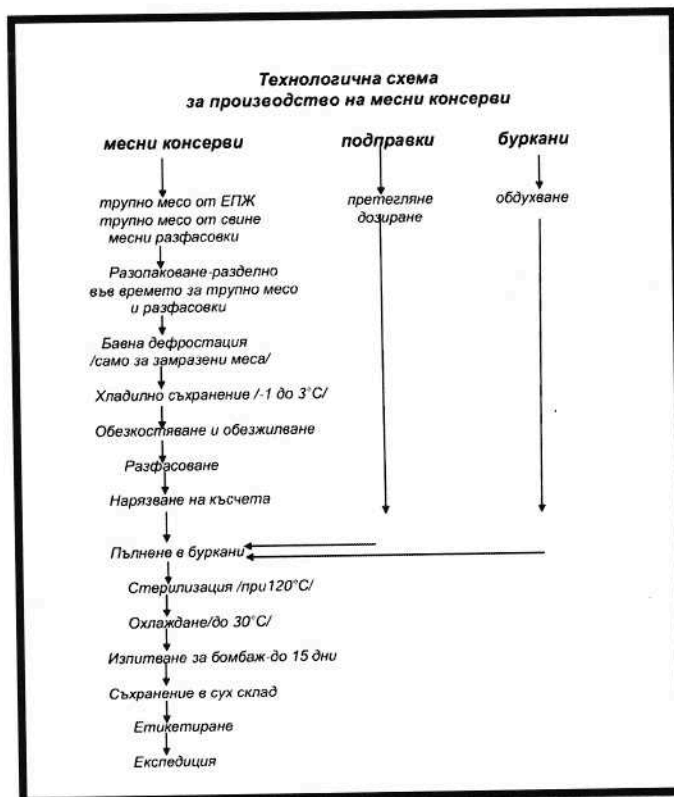 Технологична схема
за производство на месни консерви
месни консерви
подправки
буркани
трупно месо от ЕПЖ
трупно месо от свине
месни разфасовки
претегляне
дозиране
обдухване
Разопаковане-разделно
във времето за трупно месо
и разфасовки
Бавна дефростация
/само за замразени меса/
Хладилно съхранение /-1 до 3°C/
Обезкостяване и обезжилване
Разфасоване
Нарязване на късчета
Пълнене в буркани
Стерилизация /при120°C/
Охлаждане/до 30°C/
Изпитване за бомбаж-до 15 дни
Съхранение в сух склад
Етикетиране
Експедиция